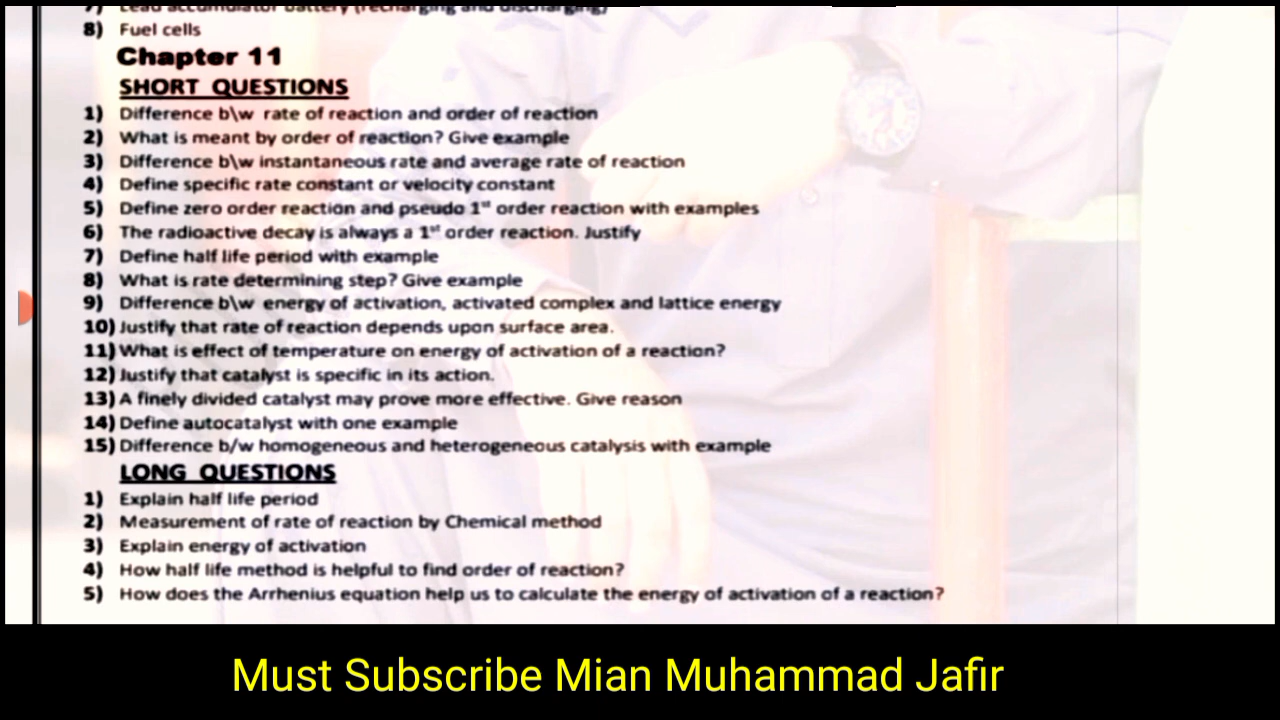 7) Lead accumulator battery (recharging and discharging)
8) Fuel cells
Chapter 11
SHORT QUESTIONS
1) Difference b\w rate of reaction and order of reaction
2) What is meant by order of reaction? Give example
3) Difference b\w instantaneous rate and average rate of reaction
4) Define specific rate constant or velocity constant
5) Define zero order reaction and pseudo 1st order reaction with examples
6) The radioactive decay is always a 1st order reaction. Justify
7) Define half life period with example
8) What is rate determining step? Give example
9) Difference b\w energy of activation, activated complex and lattice energy
10) Justify that rate of reaction depends upon surface area.
11) What is effect of temperature on energy of activation of a reaction?
12) Justify that catalyst is specific in its action.
13) A finely divided catalyst may prove more effective. Give reason
14) Define autocatalyst with one example
15) Difference b/w homogeneous and heterogeneous catalysis with example
LONG QUESTIONS
1) Explain half life period
2) Measurement of rate of reaction by Chemical method
3) Explain energy of activation
4) How half life method is helpful to find order of reaction?
5) How does the Arrhenius equation help us to calculate the energy of activation of a reaction?
Must Subscribe Mian Muhammad Jafir